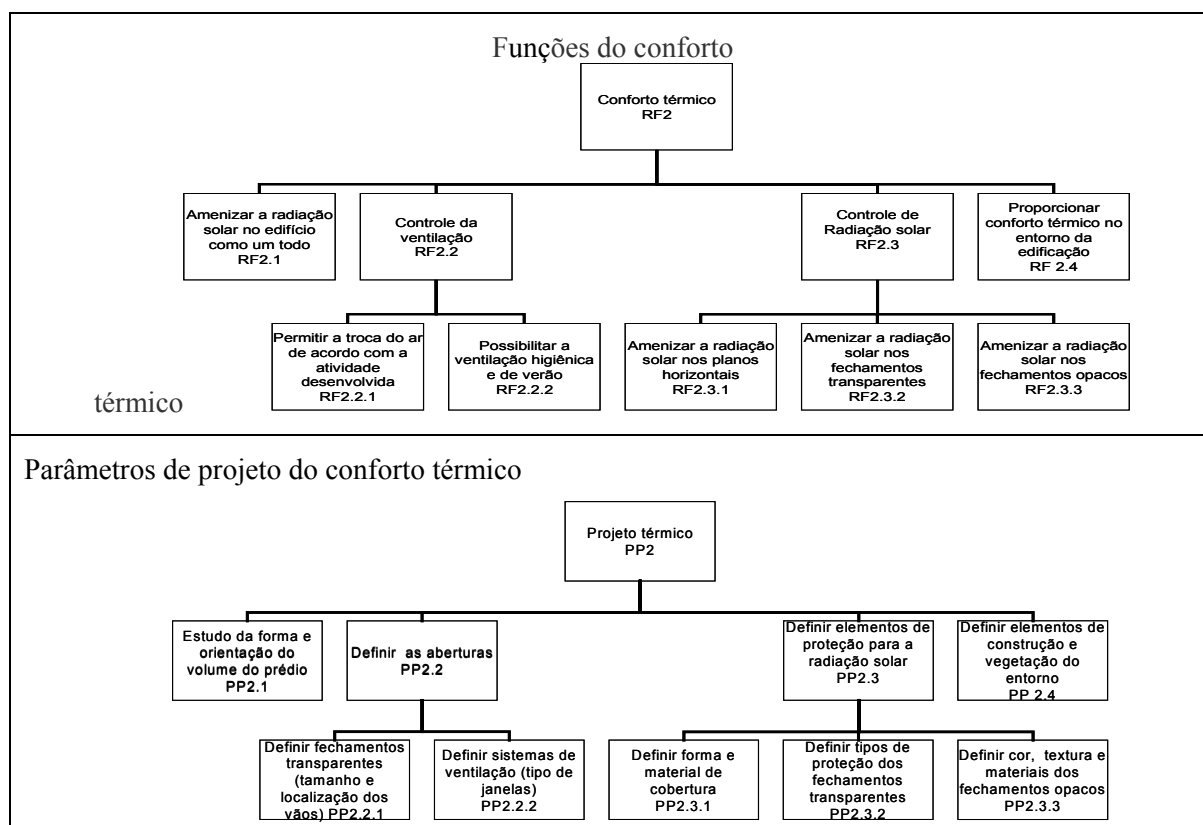 Funções do conforto
Conforto térmico
RF2
Amenizar a radiação
solar no edifício
como um todo
RF2.1
Controle da
ventilação
RF2.2
Controle de
Radiação solar
RF2.3
Proporcionar
conforto térmico no
entorno da
edificação
RF 2.4
Permitir a troca do ar
de acordo com a
atividade
desenvolvida
RF2.2.1
Possibilitar a
ventilação higiênica
e de verão
RF2.2.2
Amenizar a radiação
solar nos planos
horizontais
RF2.3.1
Amenizar a radiação
solar nos
fechamentos
transparentes
RF2.3.2
Amenizar a radiação
solar nos
fechamentos opacos
RF2.3.3
térmico
Parâmetros de projeto do conforto térmico
Projeto térmico
PP2
Estudo da forma e
orientação do
volume do prédio
PP2.1
Definir as aberturas
PP2.2
Definir elementos de
proteção para a
radiação solar
PP2.3
Definir elementos de
construção e
vegetação do
entorno
PP 2.4
Definir fechamentos
transparentes
(tamanho e
localização dos
vãos) PP2.2.1
Definir sistemas de
ventilação (tipo de
janelas)
PP2.2.2
Definir forma e
material de
cobertura
PP2.3.1
Definir tipos de
proteção dos
fechamentos
transparentes
PP2.3.2
Definir cor, textura e
materiais dos
fechamentos opacos
PP2.3.3